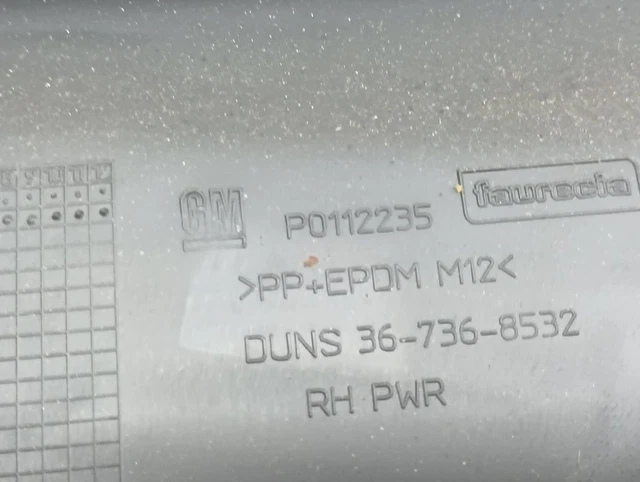 GM P0112235 faurecia
>PP+EPDM M12<
DUNS 36-736-8532
RH PWR